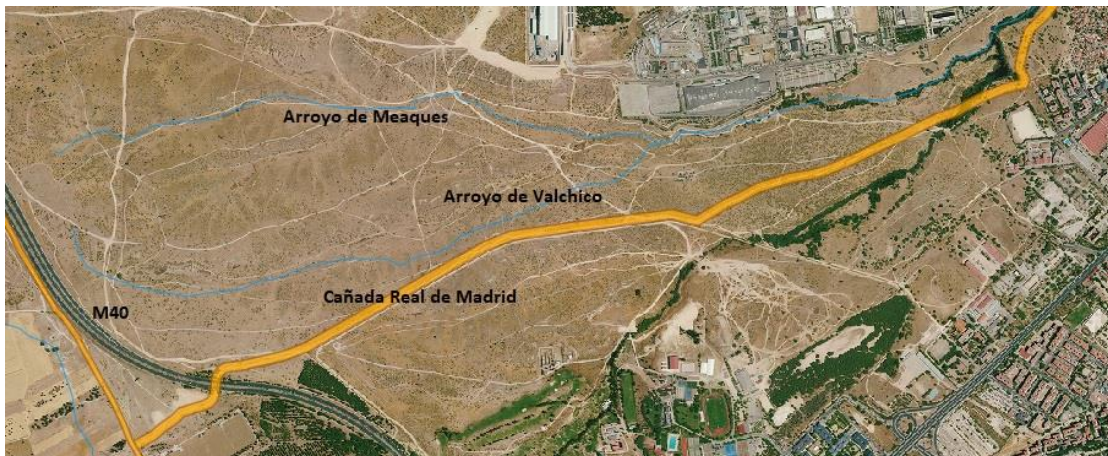 Arroyo de Meaques
Arroyo de Valchico
Cañada Real de Madrid
M40